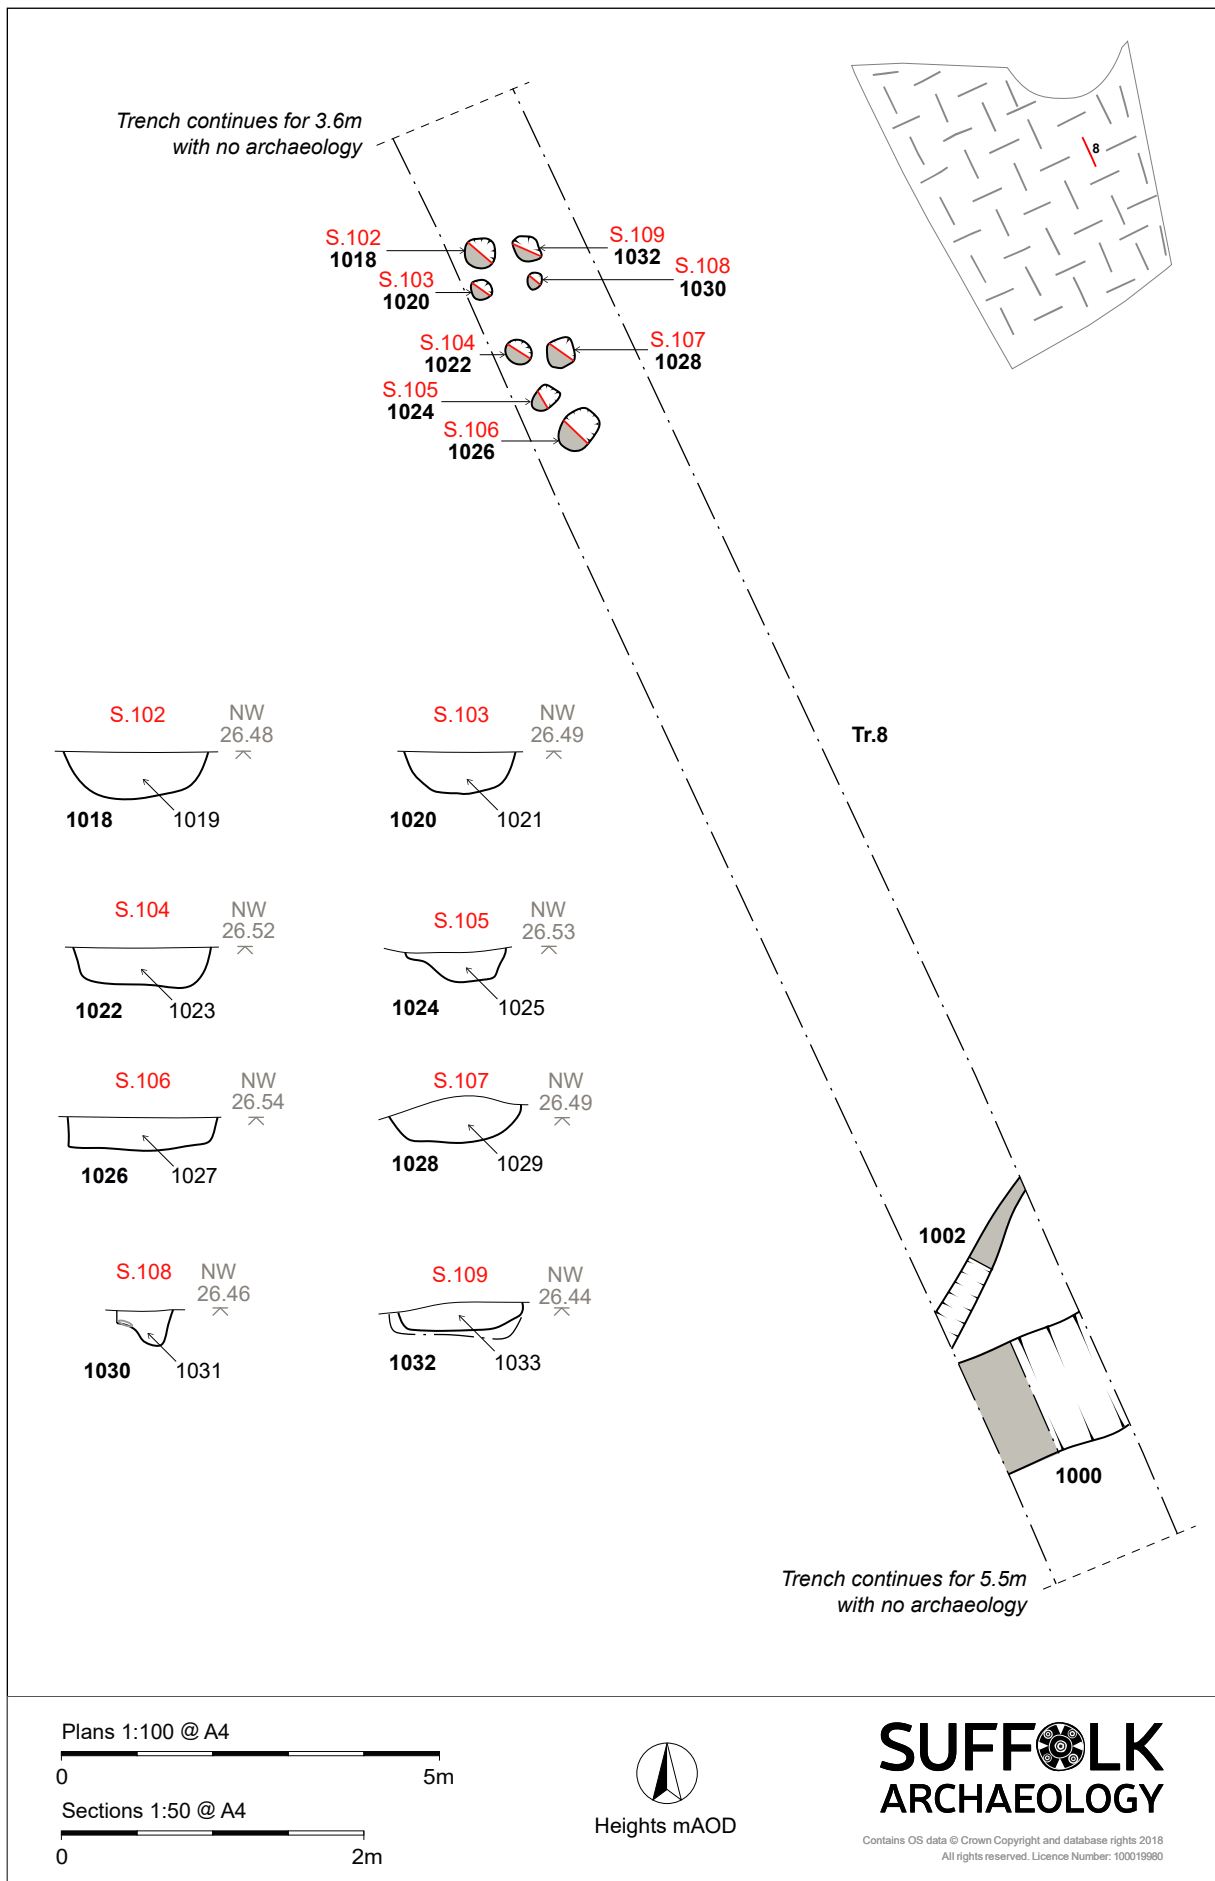 Trench continues for 3.6m
with no archaeology
8
S.102
1018
S.109
1032
S.103
1020
S.108
1030
S.104
1022
S.107
1028
S.105
1024
S.106
1026
Tr.8
S.102
NW
26.48
1018
1019
S.103
NW
26.49
1020
1021
S.104
NW
26.52
1022
1023
S.105
NW
26.53
1024
1025
S.106
NW
26.54
1026
1027
S.107
NW
26.49
1028
1029
S.108
NW
26.46
1030
1031
S.109
NW
26.44
1032
1033
1002
1000
Trench continues for 5.5m
with no archaeology
Plans 1:100 @ A4
0 5m
Sections 1:50 @ A4
0 2m
Heights mAOD
SUFFOLK
ARCHAEOLOGY
Contains OS data © Crown Copyright and database rights 2018
All rights reserved. Licence Number: 100019980